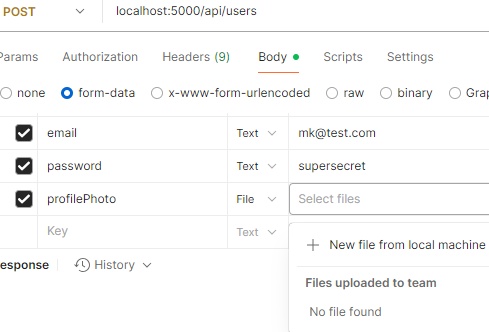 POST localhost:5000/api/users
Params Authorization Headers (9) Body Scripts Settings
none form-data x-www-form-urlencoded raw binary
email Text mk@test.com
password Text supersecret
profilePhoto File Select files
Key Text
New file from local machine
Response History
Files uploaded to team
No file found